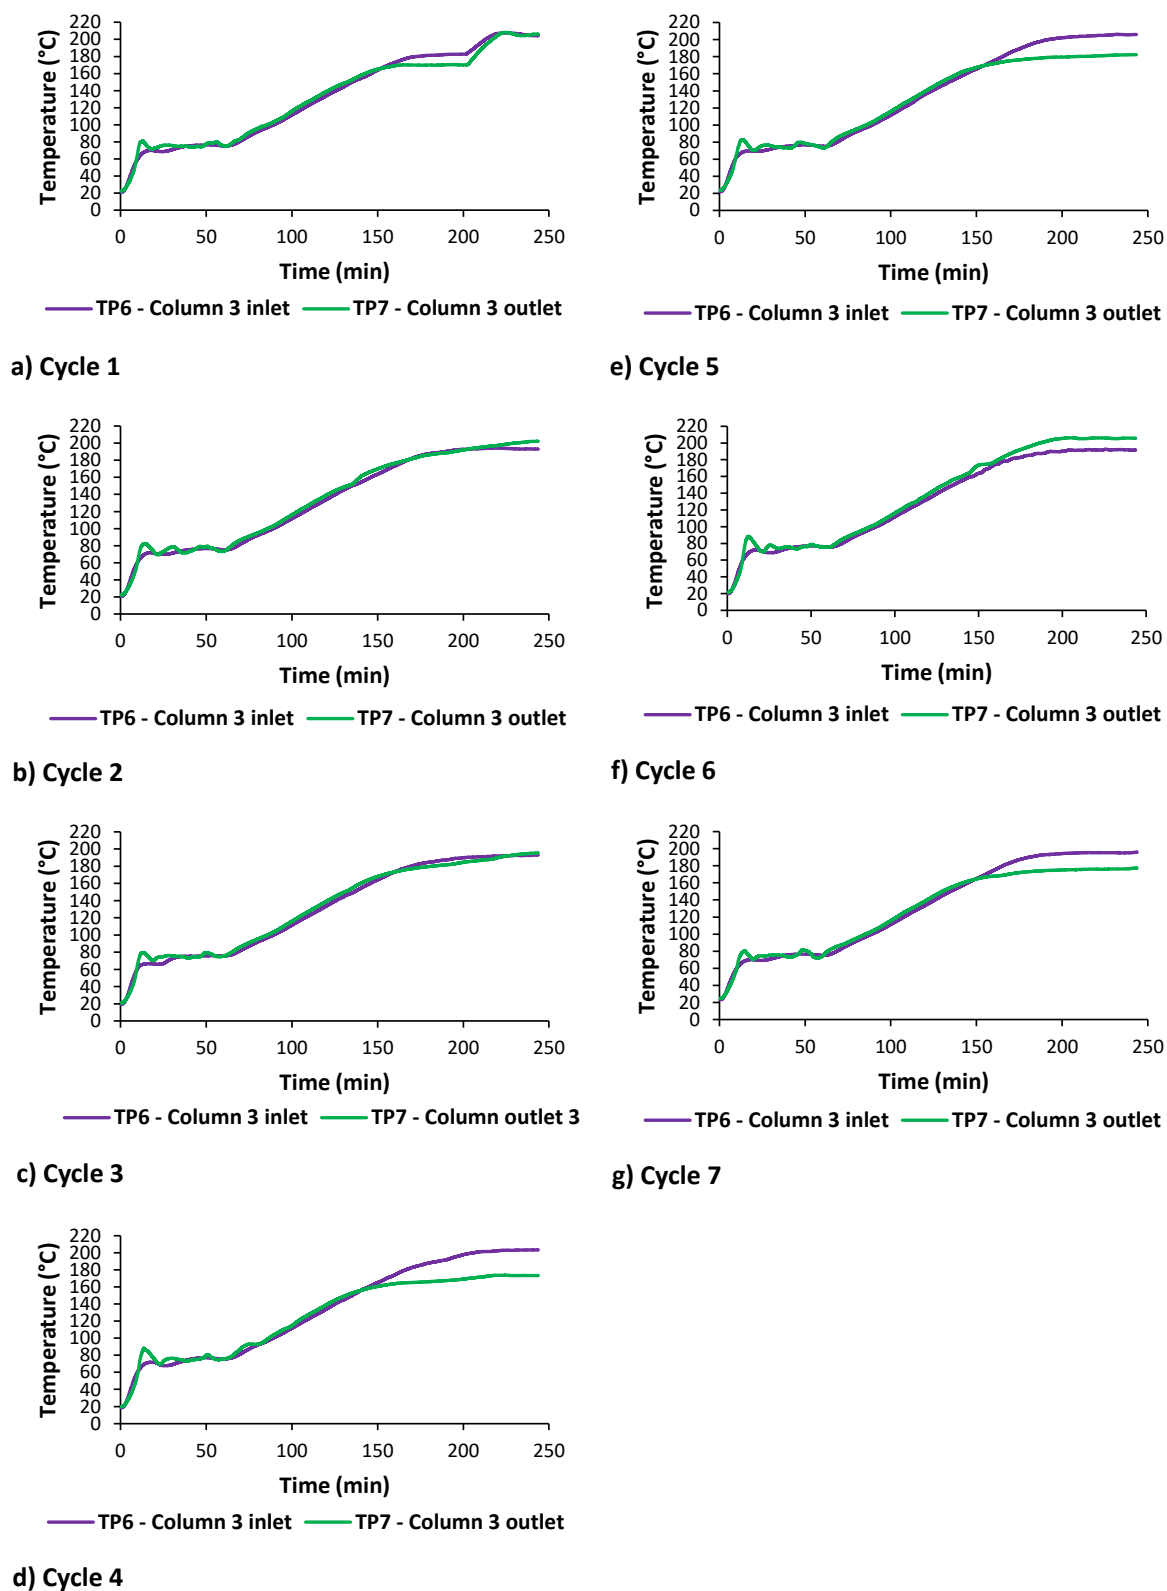 220
200
180
160
140
120
100
80
60
40
20
0
Temperature (°C)
0 50 100 150 200 250
Time (min)
TP6 - Column 3 inlet TP7 - Column 3 outlet
a) Cycle 1
220
200
180
160
140
120
100
80
60
40
20
0
Temperature (°C)
0 50 100 150 200 250
Time (min)
TP6 - Column 3 inlet TP7 - Column 3 outlet
b) Cycle 2
220
200
180
160
140
120
100
80
60
40
20
0
Temperature (°C)
0 50 100 150 200 250
Time (min)
TP6 - Column 3 inlet TP7 - Column outlet 3
c) Cycle 3
220
200
180
160
140
120
100
80
60
40
20
0
Temperature (°C)
0 50 100 150 200 250
Time (min)
TP6 - Column 3 inlet TP7 - Column 3 outlet
d) Cycle 4
220
200
180
160
140
120
100
80
60
40
20
0
Temperature (°C)
0 50 100 150 200 250
Time (min)
TP6 - Column 3 inlet TP7 - Column 3 outlet
e) Cycle 5
220
200
180
160
140
120
100
80
60
40
20
0
Temperature (°C)
0 50 100 150 200 250
Time (min)
TP6 - Column 3 inlet TP7 - Column 3 outlet
f) Cycle 6
220
200
180
160
140
120
100
80
60
40
20
0
Temperature (°C)
0 50 100 150 200 250
Time (min)
TP6 - Column 3 inlet TP7 - Column 3 outlet
g) Cycle 7